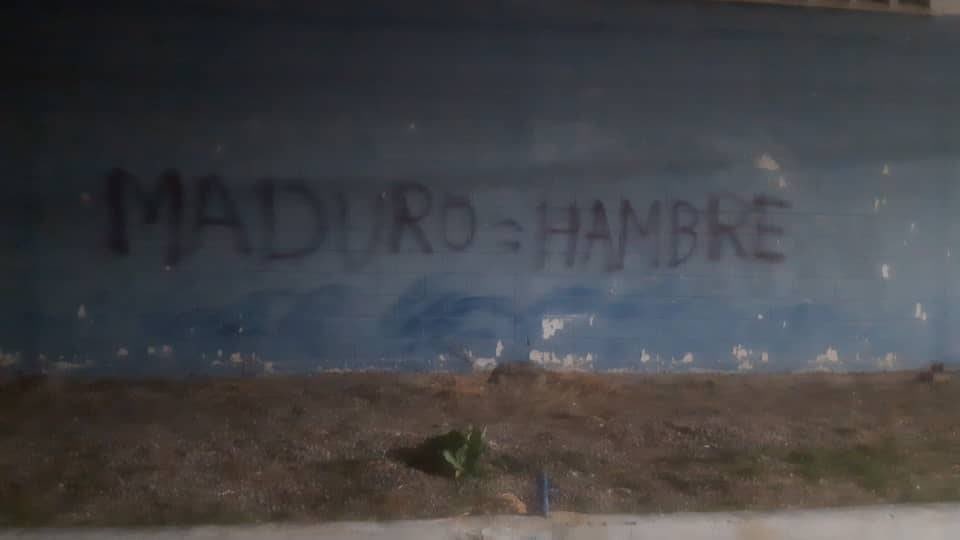 MADURO = HAMBRE